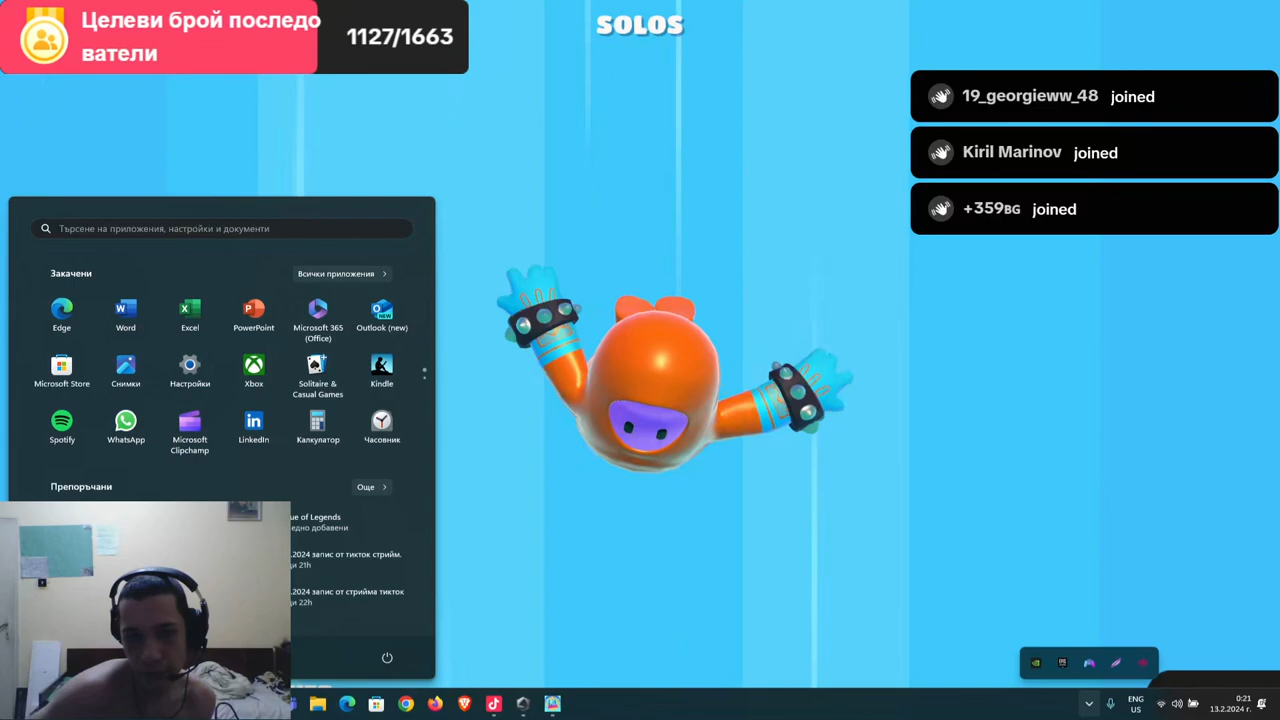 Целеви брой последо
ватели
1127/1663
SOLOS
19_georgieww_48 joined
Kiril Marinov joined
+359BG joined
Търсене на приложения, настройки и документи
Закачени
Всички приложения
Edge
Word
Excel
PowerPoint
Microsoft 365
(Office)
Outlook (new)
Microsoft Store
Снимки
Настройки
Xbox
Solitaire &
Casual Games
Kindle
Spotify
WhatsApp
Microsoft
Clipchamp
LinkedIn
Калкулатор
Часовник
Препоръчани
Още
ue of Legends
едно добавени
.2024 запис от тикток стрийм.
21h
.2024 запис от стрийма тикток
22h
ENG
US
0:21
13.2.2024 г.